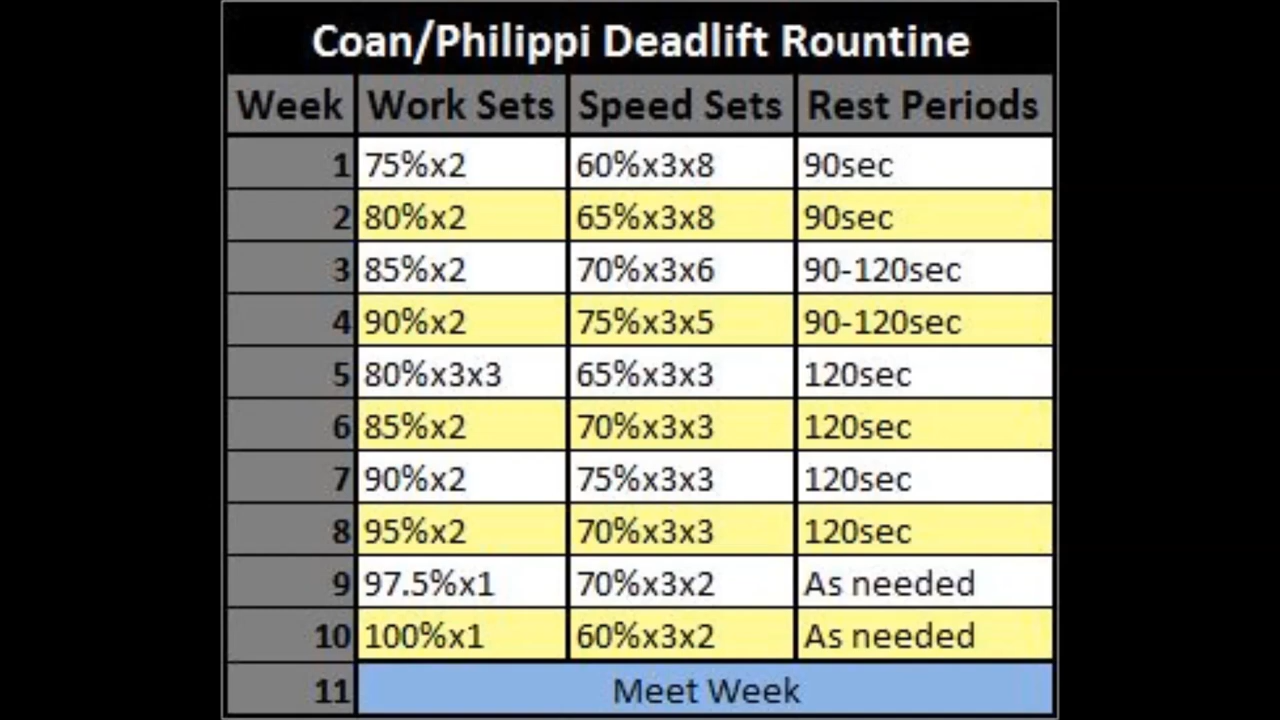 Coan/Philippi Deadlift Rountine
Week Work Sets Speed Sets Rest Periods
1 75%x2 60%x3x8 90sec
2 80%x2 65%x3x8 90sec
3 85%x2 70%x3x6 90-120sec
4 90%x2 75%x3x5 90-120sec
5 80%x3x3 65%x3x3 120sec
6 85%x2 70%x3x3 120sec
7 90%x2 75%x3x3 120sec
8 95%x2 70%x3x3 120sec
9 97.5%x1 70%x3x2 As needed
10 100%x1 60%x3x2 As needed
11 Meet Week